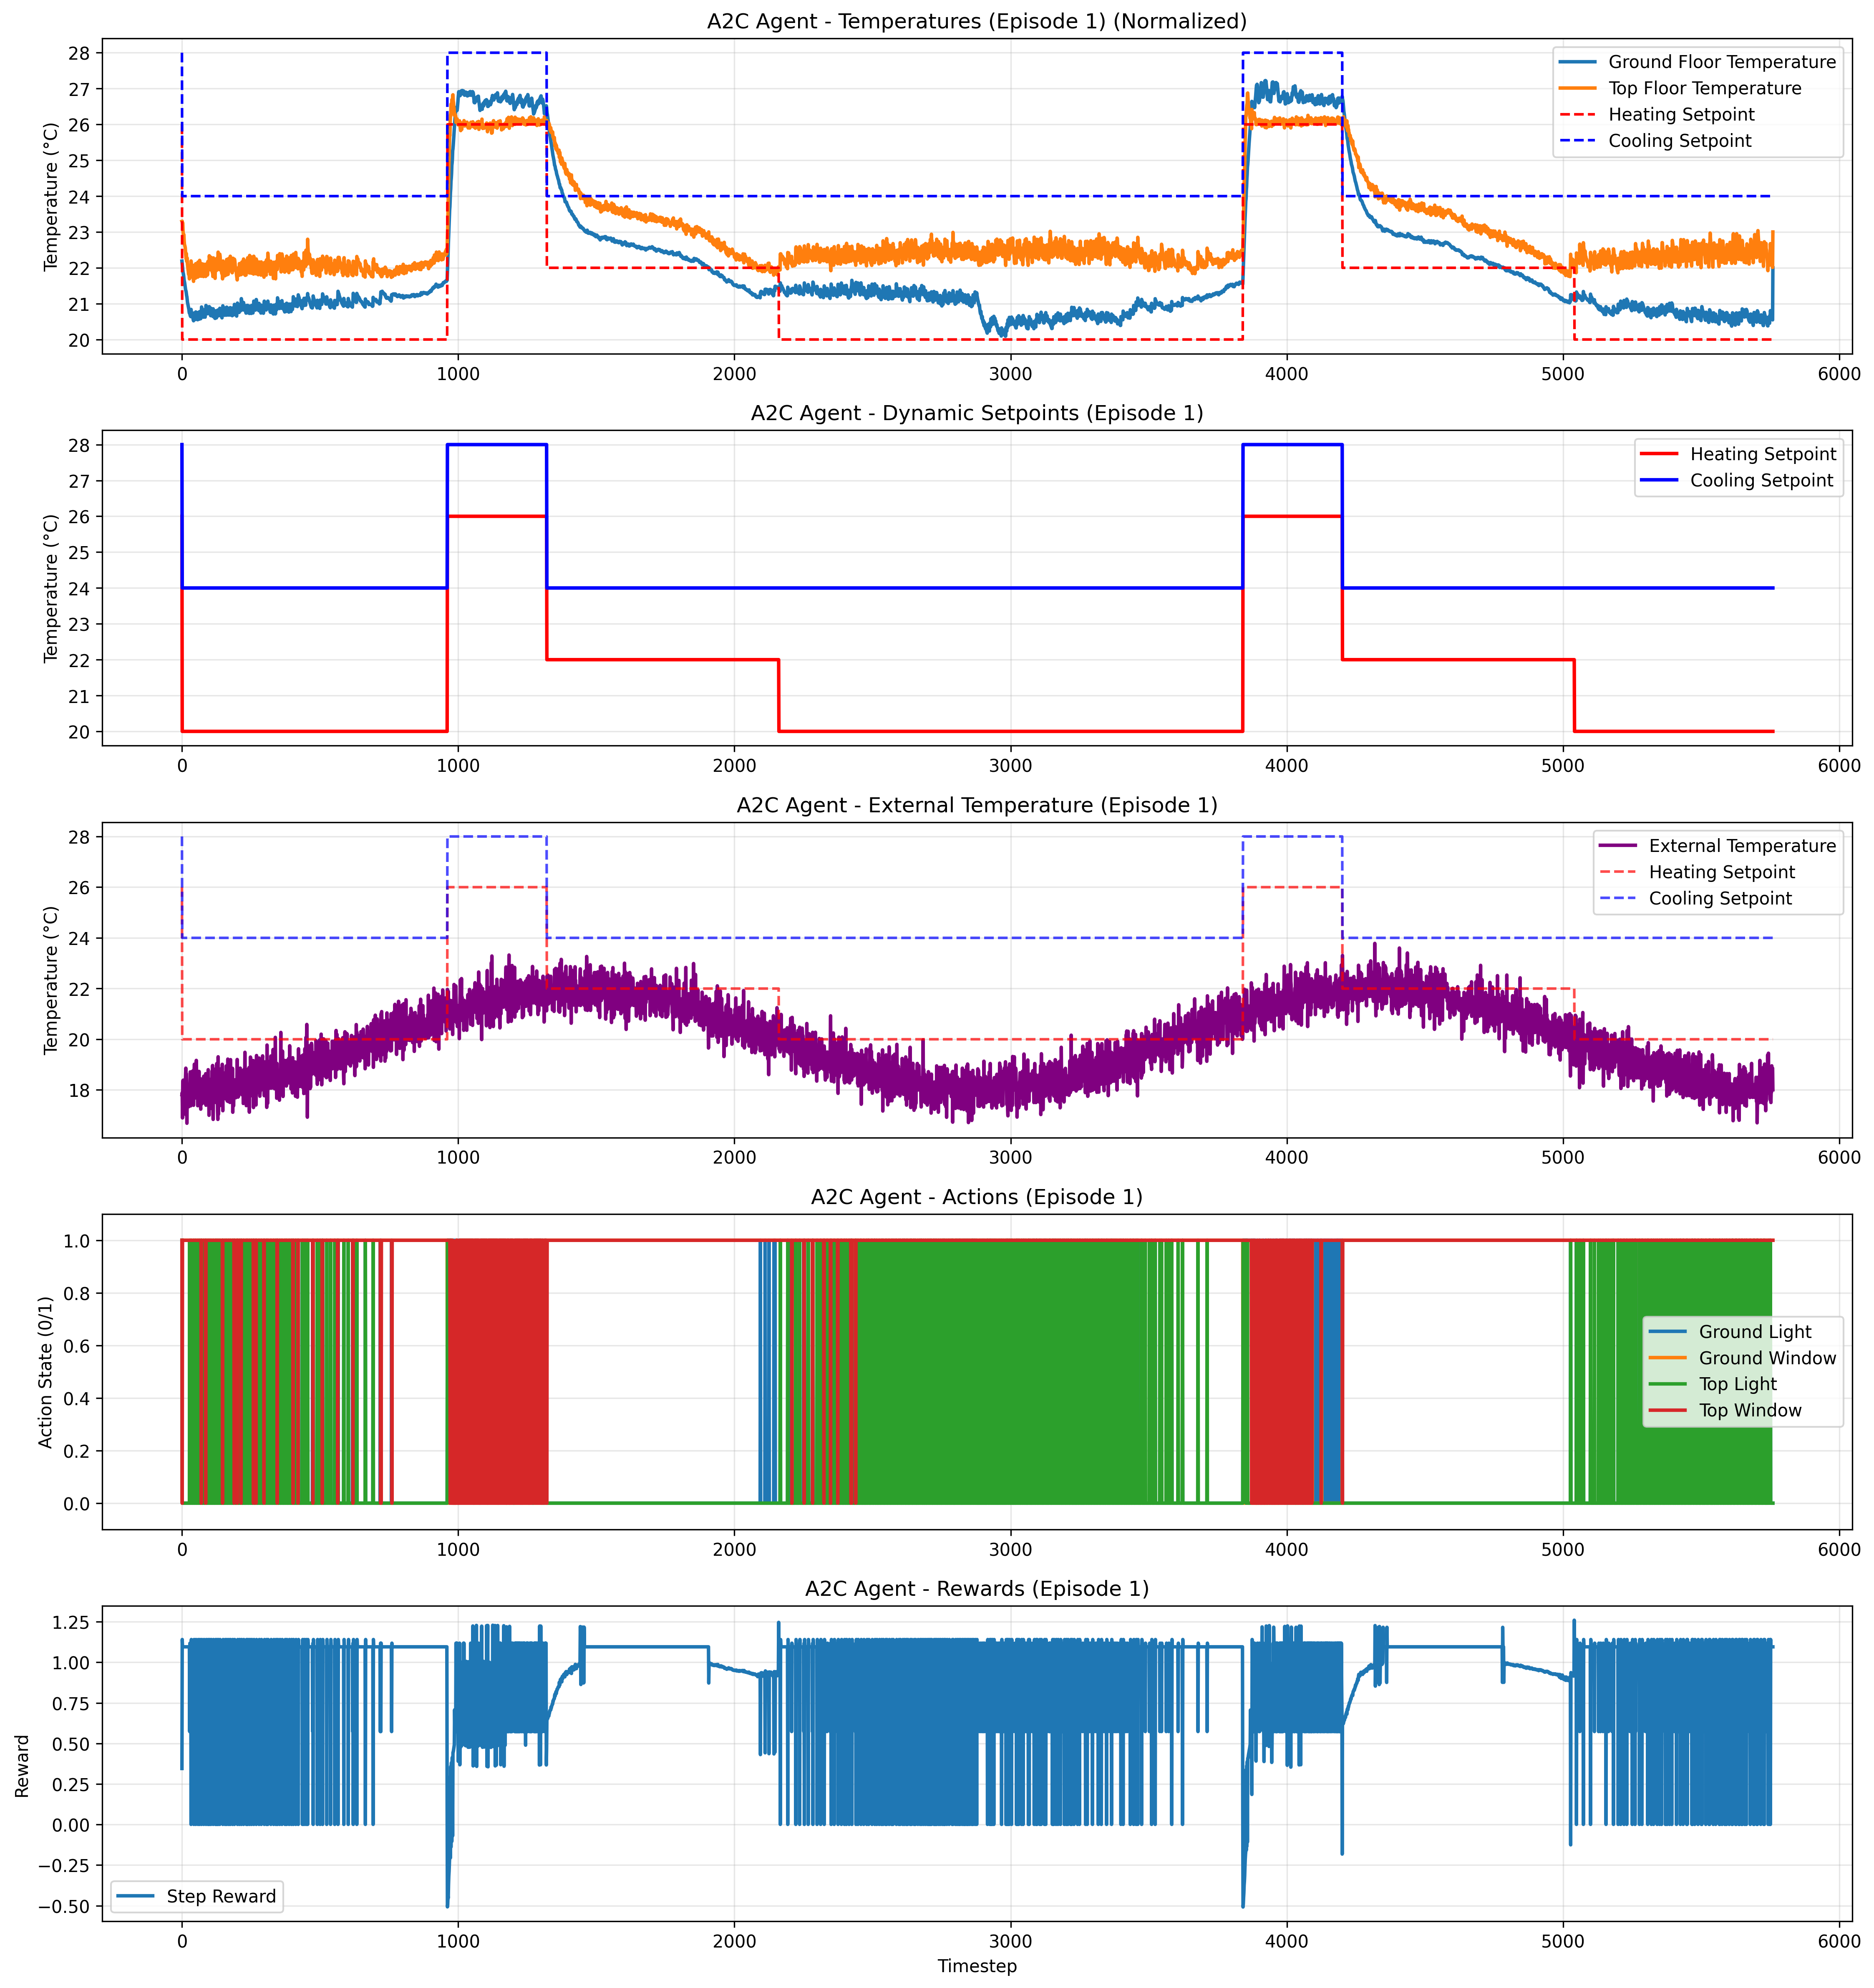 A2C Agent - Temperatures (Episode 1) (Normalized)
Temperature (°C)
28
27
26
25
24
23
22
21
20
Ground Floor Temperature
Top Floor Temperature
Heating Setpoint
Cooling Setpoint
0 1000 2000 3000 4000 5000 6000
A2C Agent - Dynamic Setpoints (Episode 1)
Temperature (°C)
28
27
26
25
24
23
22
21
20
Heating Setpoint
Cooling Setpoint
0 1000 2000 3000 4000 5000 6000
A2C Agent - External Temperature (Episode 1)
Temperature (°C)
28
26
24
22
20
18
External Temperature
Heating Setpoint
Cooling Setpoint
0 1000 2000 3000 4000 5000 6000
A2C Agent - Actions (Episode 1)
Action State (0/1)
1.0
0.8
0.6
0.4
0.2
0.0
Ground Light
Ground Window
Top Light
Top Window
0 1000 2000 3000 4000 5000 6000
A2C Agent - Rewards (Episode 1)
Reward
1.25
1.00
0.75
0.50
0.25
0.00
−0.25
−0.50
Step Reward
0 1000 2000 3000 4000 5000 6000
Timestep